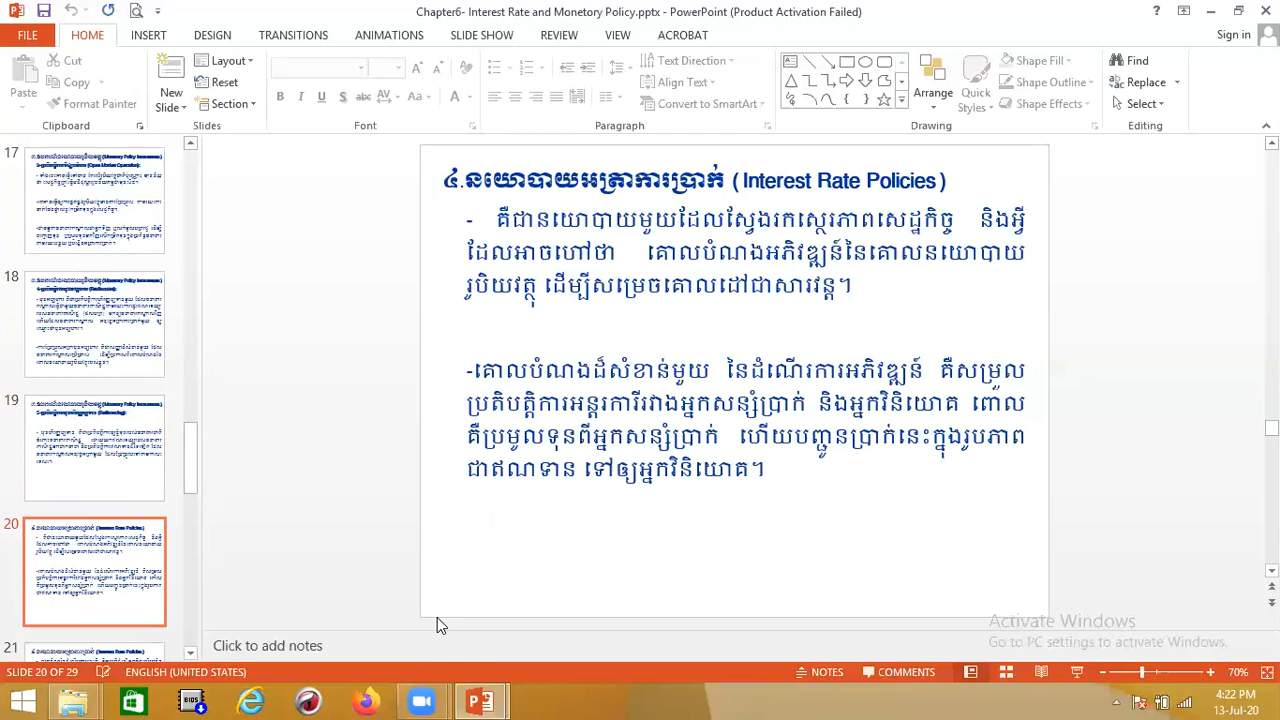 Chapter6- Interest Rate and Monetory Policy.pptx - PowerPoint (Product Activation Failed)
FILE HOME INSERT DESIGN TRANSITIONS ANIMATIONS SLIDE SHOW REVIEW VIEW ACROBAT Sign in
Paste Cut Copy Format Painter
Clipboard
New Slide Layout Reset Section
Slides
Font
Text Direction Align Text Convert to SmartArt
Paragraph
Arrange Quick Styles Shape Fill Shape Outline Shape Effects
Drawing
Find Replace Select
Editing
17
18
19
20
21
៤.នយោបាយអត្រាការប្រាក់ ( Interest Rate Policies )
- គឺជានយោបាយមួយដែលស្វែងរកស្ថេរភាពសេដ្ឋកិច្ច និងអ្វី
ដែលអាចហៅថា គោលបំណងអភិវឌ្ឍន៍នៃគោលនយោបាយ
រូបិយវត្ថុ ដើម្បីសម្រេចគោលដៅជាសារវន្ត។
-គោលបំណងដ៏សំខាន់មួយ នៃដំណើរការអភិវឌ្ឍន៍ គឺសម្រួល
ប្រតិបត្តិការអន្តរការីរវាងអ្នកសន្សំប្រាក់ និងអ្នកវិនិយោគ ពោល
គឺប្រមូលទុនពីអ្នកសន្សំប្រាក់ ហើយបញ្ជូនប្រាក់នេះក្នុងរូបភាព
ជាឥណទាន ទៅឲ្យអ្នកវិនិយោគ។
Activate Windows
Go to PC settings to activate Windows.
Click to add notes
SLIDE 20 OF 29 ENGLISH (UNITED STATES) NOTES COMMENTS 70%
BIOS
4:22 PM
13-Jul-20